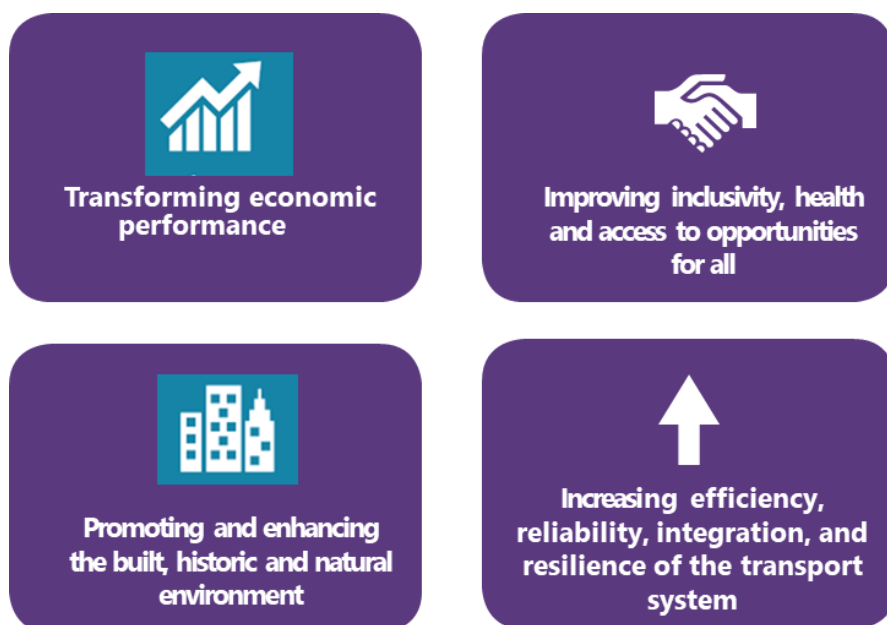 Transforming economic
performance
Improving inclusivity, health
and access to opportunities
for all
Promoting and enhancing
the built, historic and natural
environment
Increasing efficiency,
reliability, integration, and
resilience of the transport
system